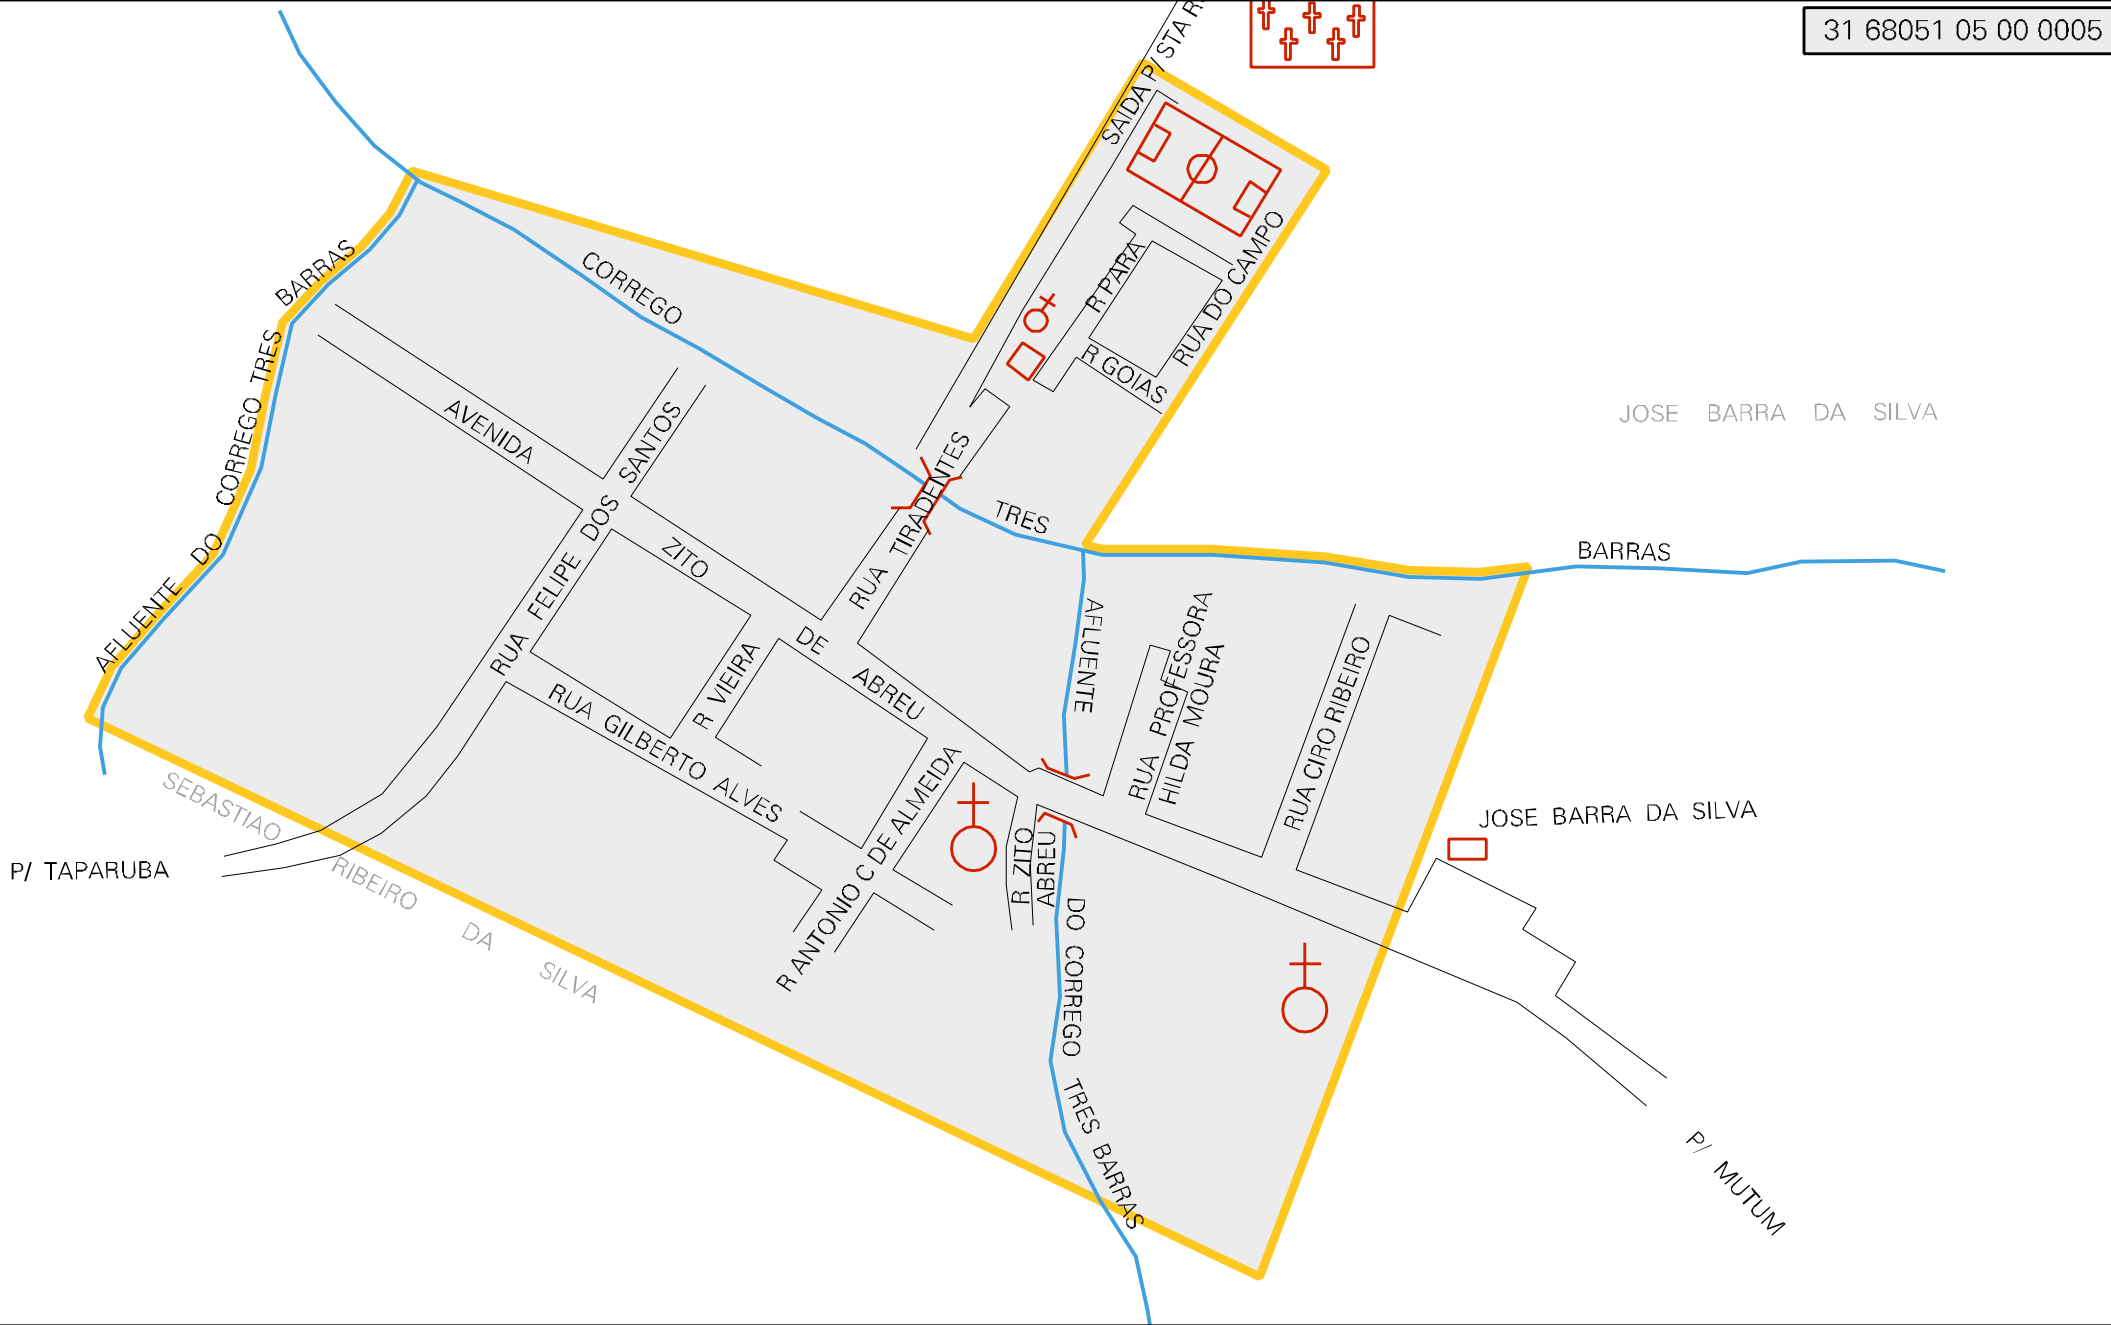 31 68051 05 00 0005
SAIDA P/ STA R
CORREGO TRES BARRAS
AFLUENTE DO CORREGO TRES BARRAS
R PARA
RUA DO CAMPO
R GOIAS
JOSE BARRA DA SILVA
AVENIDA ZITO DE ABREU
RUA FELIPE DOS SANTOS
RUA TIRADENTES
R VIEIRA
RUA GILBERTO ALVES
R ANTONIO C DE ALMEIDA
R ZITO
ABREU
AFLUENTE DO CORREGO TRES BARRAS
RUA PROFESSORA
HILDA MOURA
RUA CIRO RIBEIRO
JOSE BARRA DA SILVA
P/ TAPARUBA
SEBASTIAO RIBEIRO DA SILVA
P/ MUTUM